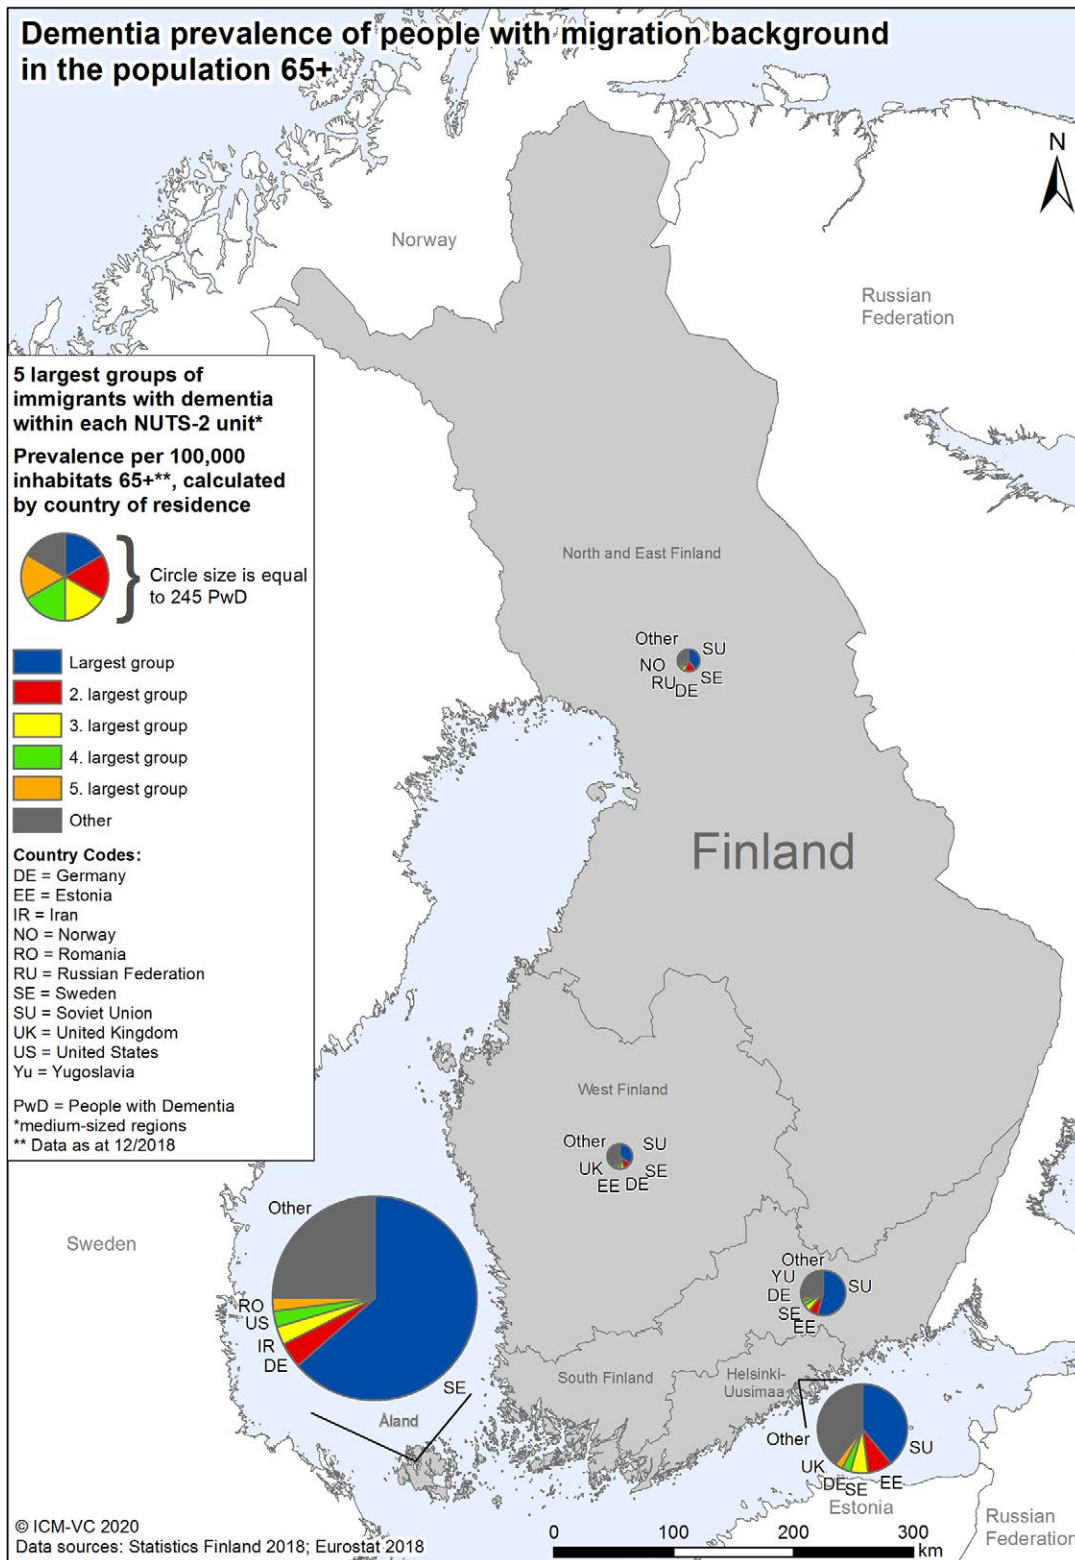 Dementia prevalence of people with migration background
in the population 65+
N
Norway
Russian
Federation
5 largest groups of
immigrants with dementia
within each NUTS-2 unit*
Prevalence per 100,000
inhabitats 65+**, calculated
by country of residence
Circle size is equal
to 245 PwD
Largest group
2. largest group
3. largest group
4. largest group
5. largest group
Other
Country Codes:
DE = Germany
EE = Estonia
IR = Iran
NO = Norway
RO = Romania
RU = Russian Federation
SE = Sweden
SU = Soviet Union
UK = United Kingdom
US = United States
Yu = Yugoslavia
PwD = People with Dementia
*medium-sized regions
** Data as at 12/2018
North and East Finland
Other
SU
NO
SE
RU
DE
Finland
West Finland
Other
SU
UK
SE
EE
DE
Sweden
Other
RO
US
IR
DE
SE
Åland
Other
YU
SU
DE
SE
EE
South Finland
Helsinki-
Uusimaa
Other
SU
UK
DE
SE
EE
Estonia
Russian
Federation
© ICM-VC 2020
Data sources: Statistics Finland 2018; Eurostat 2018
0 100 200 300
km